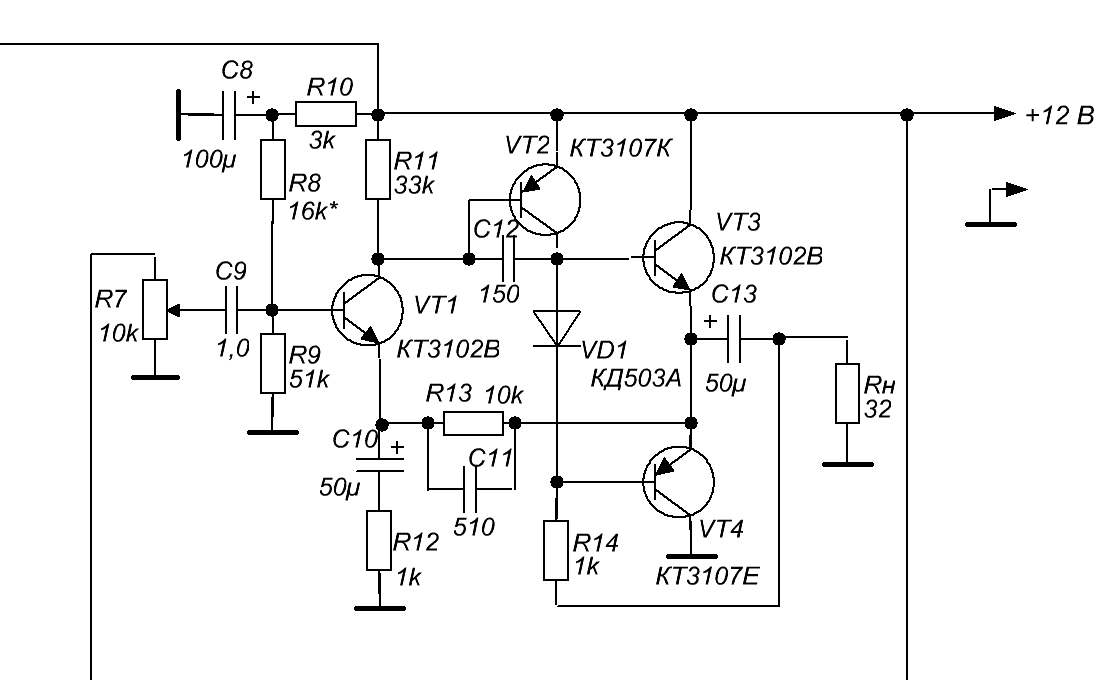 C8
+
R10
+12 В
3k
VT2
КТ3107К
100µ
R11
33k
R8
16k*
C12
VT3
КТ3102В
C9
R7
10k
150
VT1
C13
+
1,0
КТ3102В
VD1
R9
51k
КД503А
50µ
Rн
32
R13
10k
C10
+
C11
50µ
510
VT4
R12
1k
R14
1k
КТ3107Е